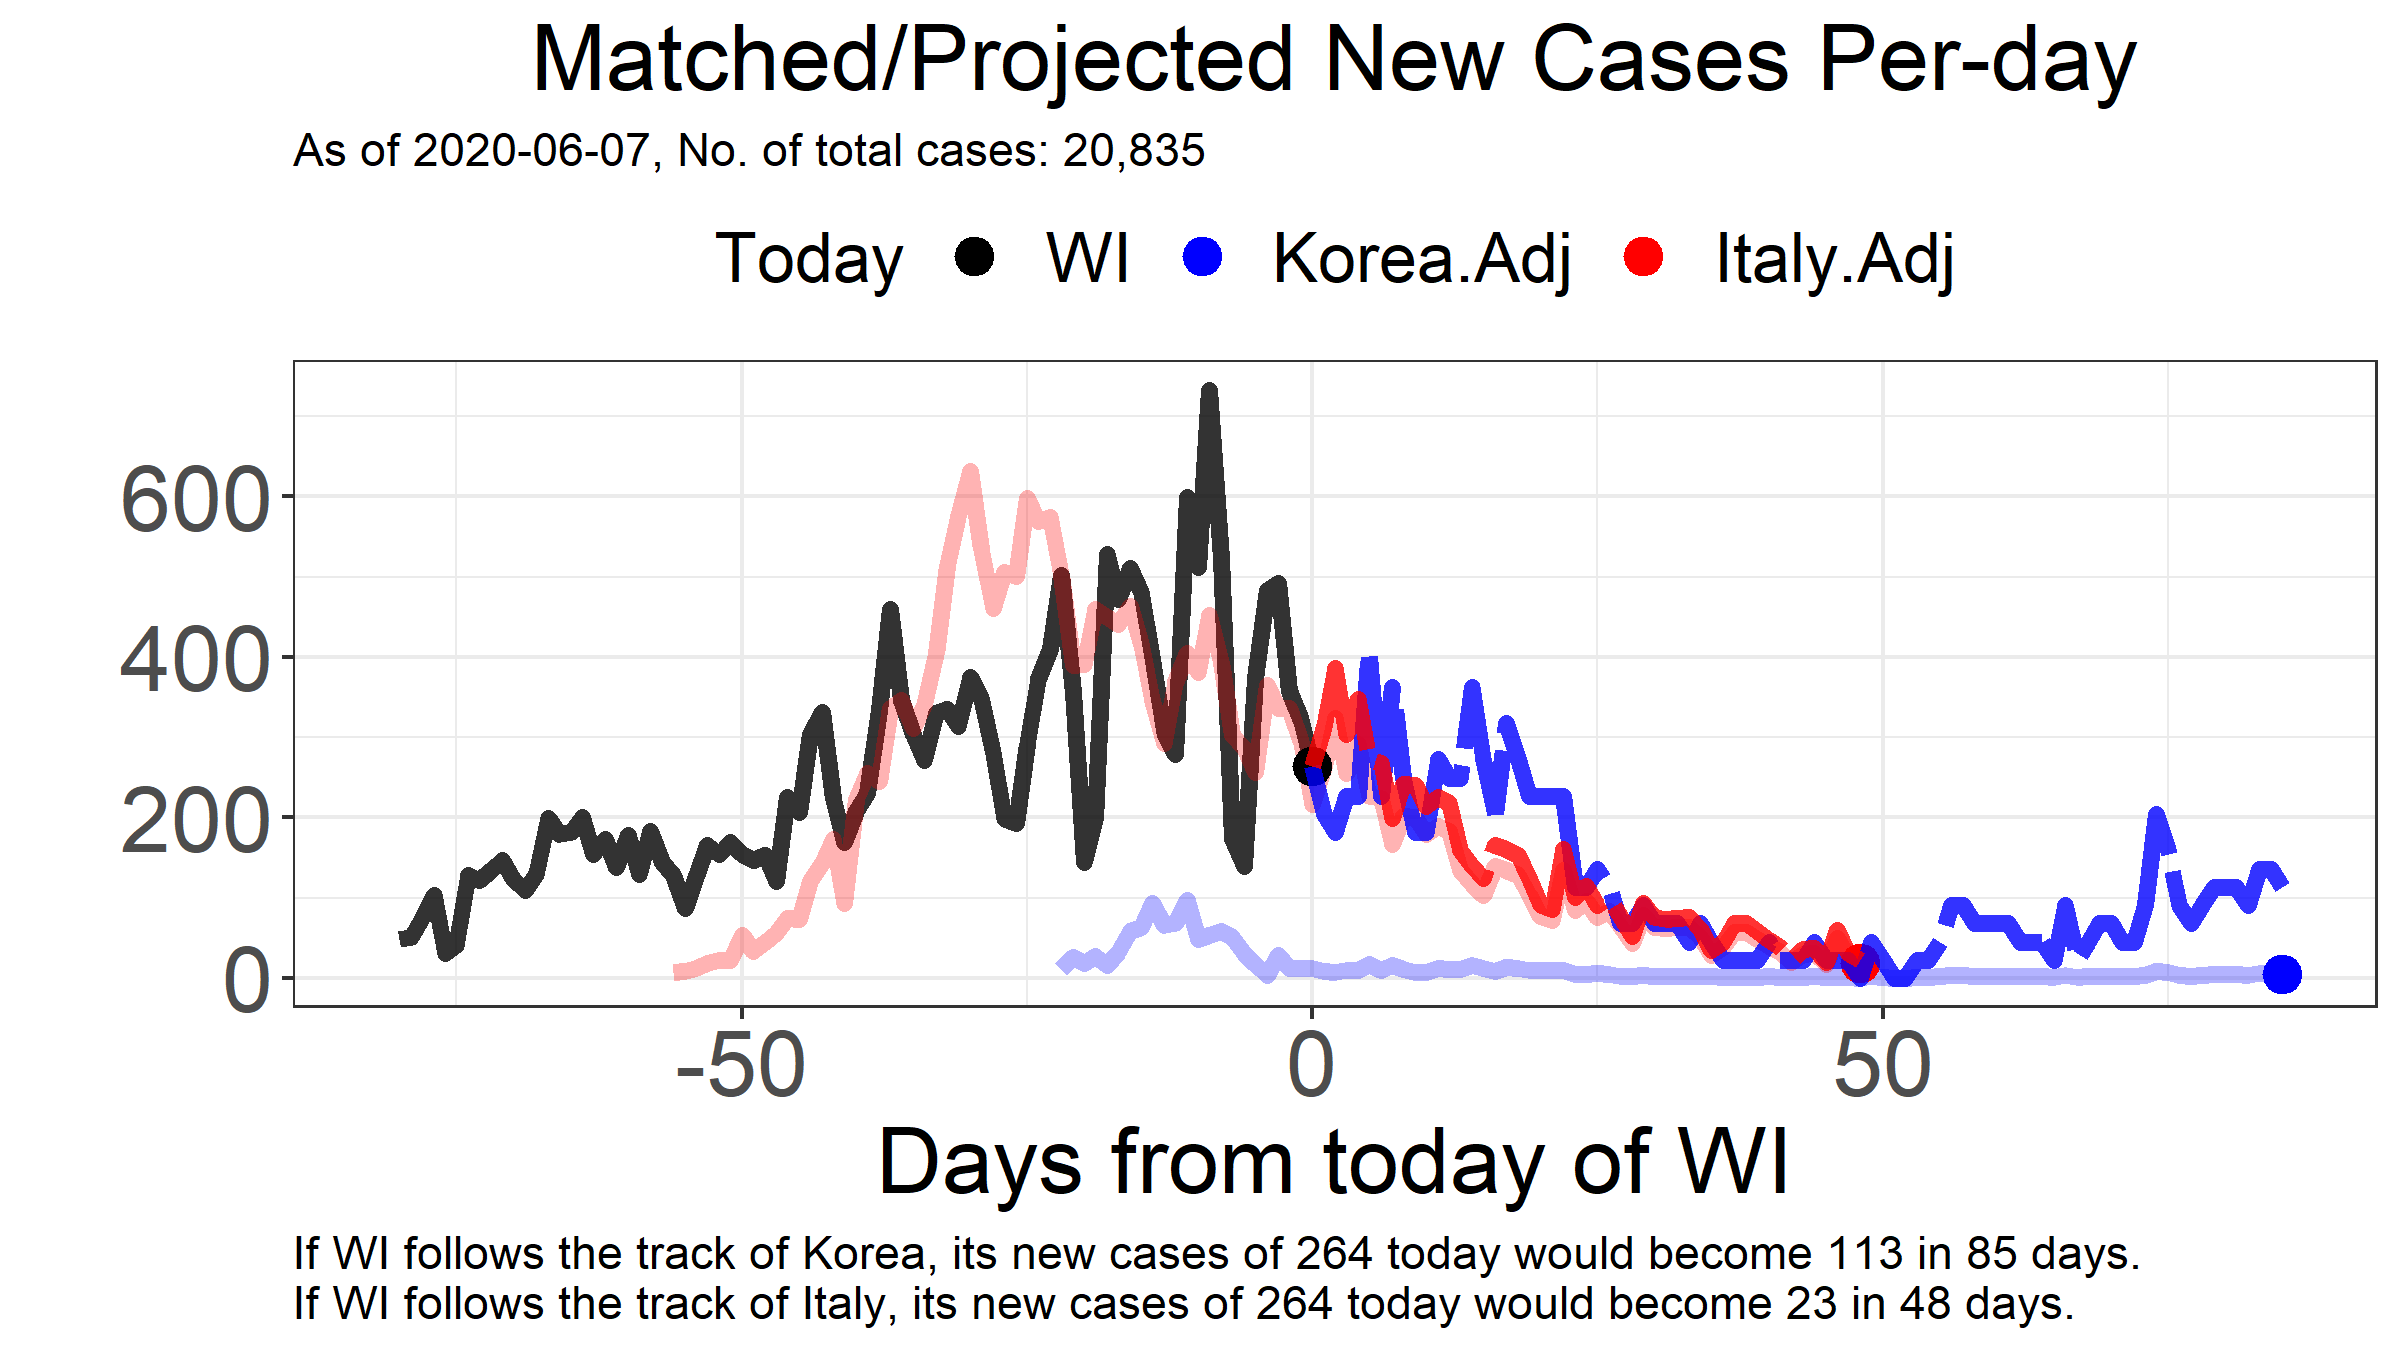 Matched/Projected New Cases Per-day
As of 2020-06-07, No. of total cases: 20,835
Today WI Korea.Adj Italy.Adj
600
400
200
0
-50 0 50
Days from today of WI
If WI follows the track of Korea, its new cases of 264 today would become 113 in 85 days.
If WI follows the track of Italy, its new cases of 264 today would become 23 in 48 days.